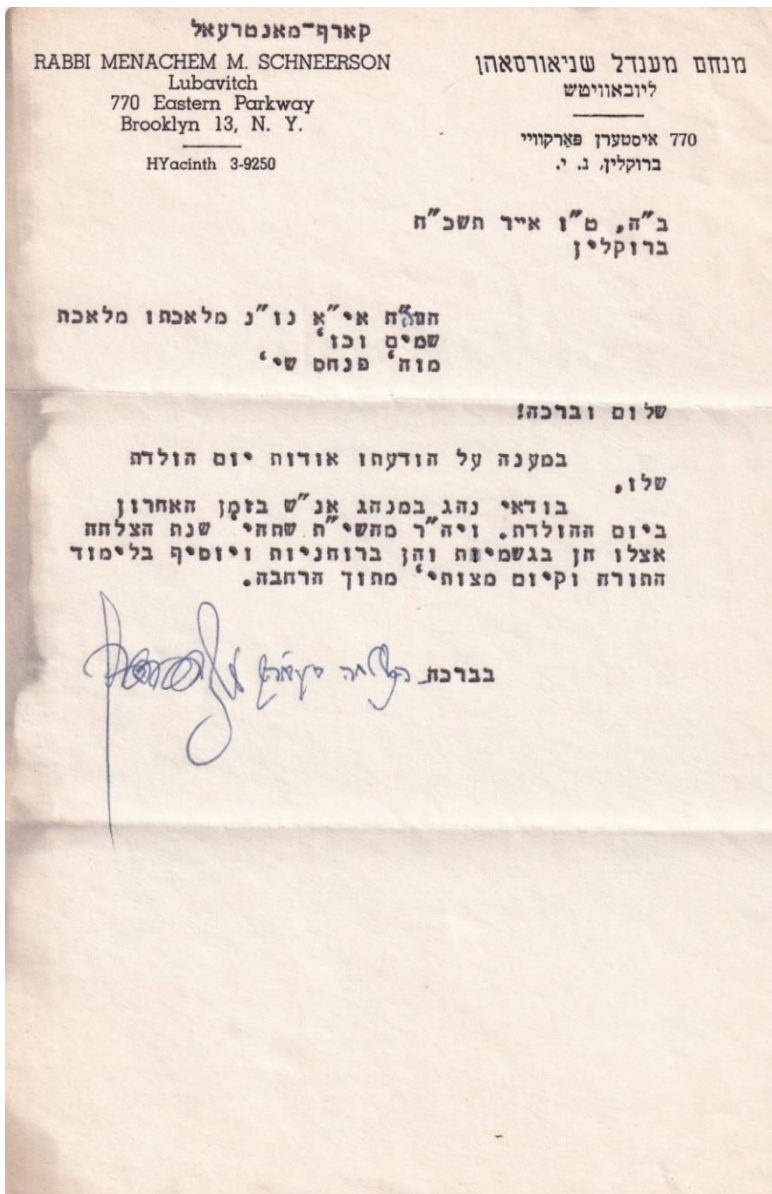 קארף-מאנטרעאל
RABBI MENACHEM M. SCHNEERSON
Lubavitch
770 Eastern Parkway
Brooklyn 13, N. Y.
HYacinth 3-9250
מנחם מענדל שניאורסאהן
ליובאוויטש
770 איסטערן פארקוויי
ברוקלין, נ. י.
ב"ה, ט"ו אייר תשכ"ח
ברוקלין
אי"א נו"נ מלאכתו מלאכת
שמים וכו'
מוה' פנחס שי'
שלום וברכה!
במענה על הודעתו אודות יום הולדת
שלו,
בודאי נהג במנהג אנ"ש בזמן האחרון
ביום ההולדת. ויה"ר מהשי"ת שתהי' שנת הצלחה
אצלו הן בגשמיות והן ברוחניות ויוסיף בלימוד
התורה וקיום מצותי' מתוך הרחבה.
בברכת